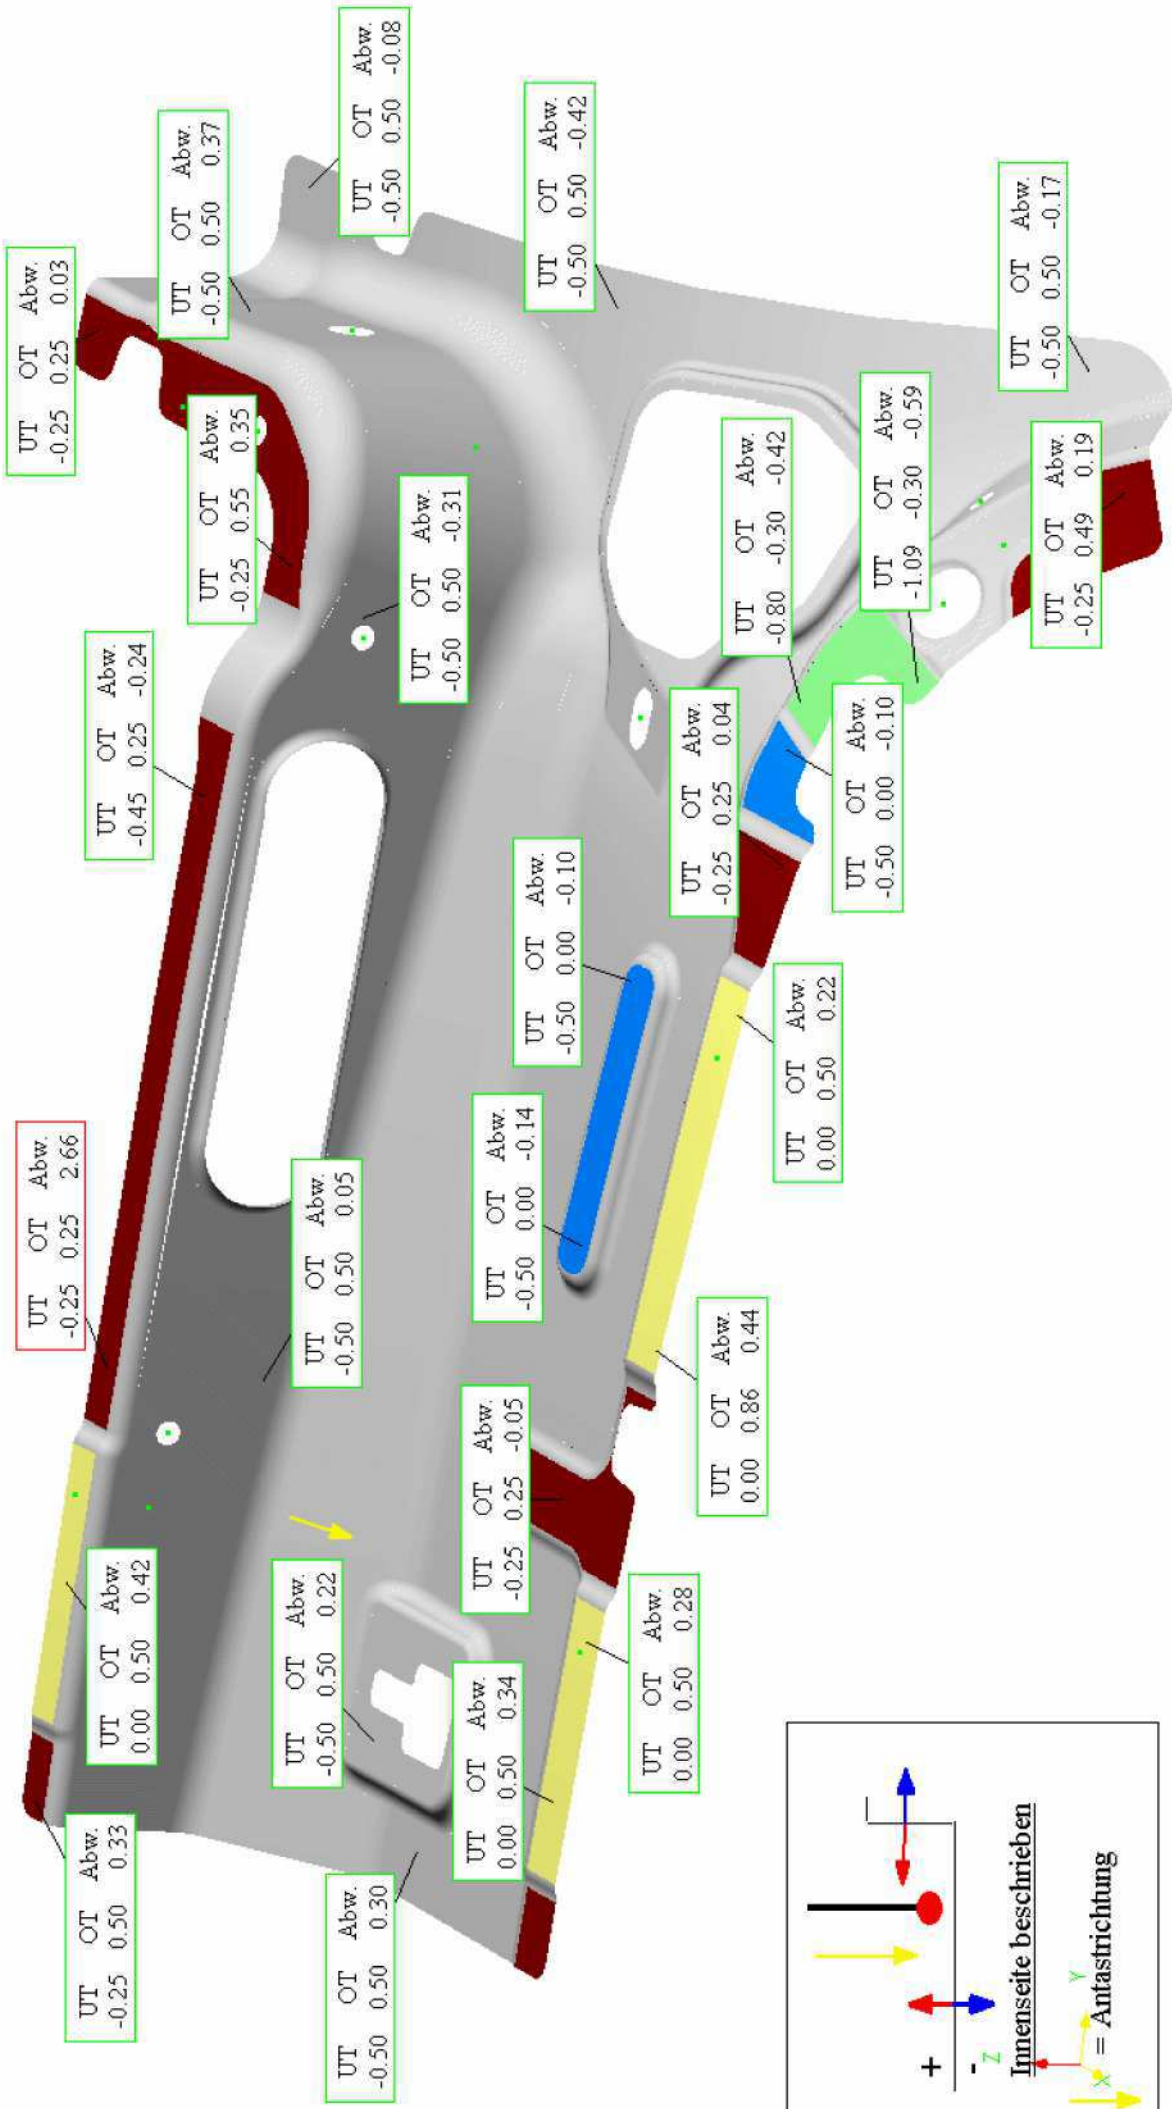 UT OT Abw.
-0.25 0.25 0.03
UT OT Abw.
-0.50 0.50 0.37
UT OT Abw.
-0.50 0.50 -0.08
UT OT Abw.
-0.50 0.50 -0.42
UT OT Abw.
-0.50 0.50 -0.17
UT OT Abw.
-0.25 0.55 0.35
UT OT Abw.
-0.50 0.50 -0.31
UT OT Abw.
-0.80 -0.30 -0.42
UT OT Abw.
-1.09 -0.30 -0.59
UT OT Abw.
-0.25 0.49 0.19
UT OT Abw.
-0.45 0.25 -0.24
UT OT Abw.
-0.25 0.25 0.04
UT OT Abw.
-0.50 0.00 -0.10
UT OT Abw.
-0.50 0.00 -0.10
UT OT Abw.
0.00 0.50 0.22
UT OT Abw.
-0.25 0.25 2.66
UT OT Abw.
-0.50 0.50 0.05
UT OT Abw.
-0.50 0.00 -0.14
UT OT Abw.
0.00 0.86 0.44
UT OT Abw.
-0.25 0.25 -0.05
UT OT Abw.
0.00 0.50 0.42
UT OT Abw.
-0.50 0.50 0.22
UT OT Abw.
0.00 0.50 0.34
UT OT Abw.
0.00 0.50 0.28
UT OT Abw.
-0.25 0.50 0.33
UT OT Abw.
-0.50 0.50 0.30
+
-
Z
Innenseite beschrieben
X
Y
= Antastrichtung